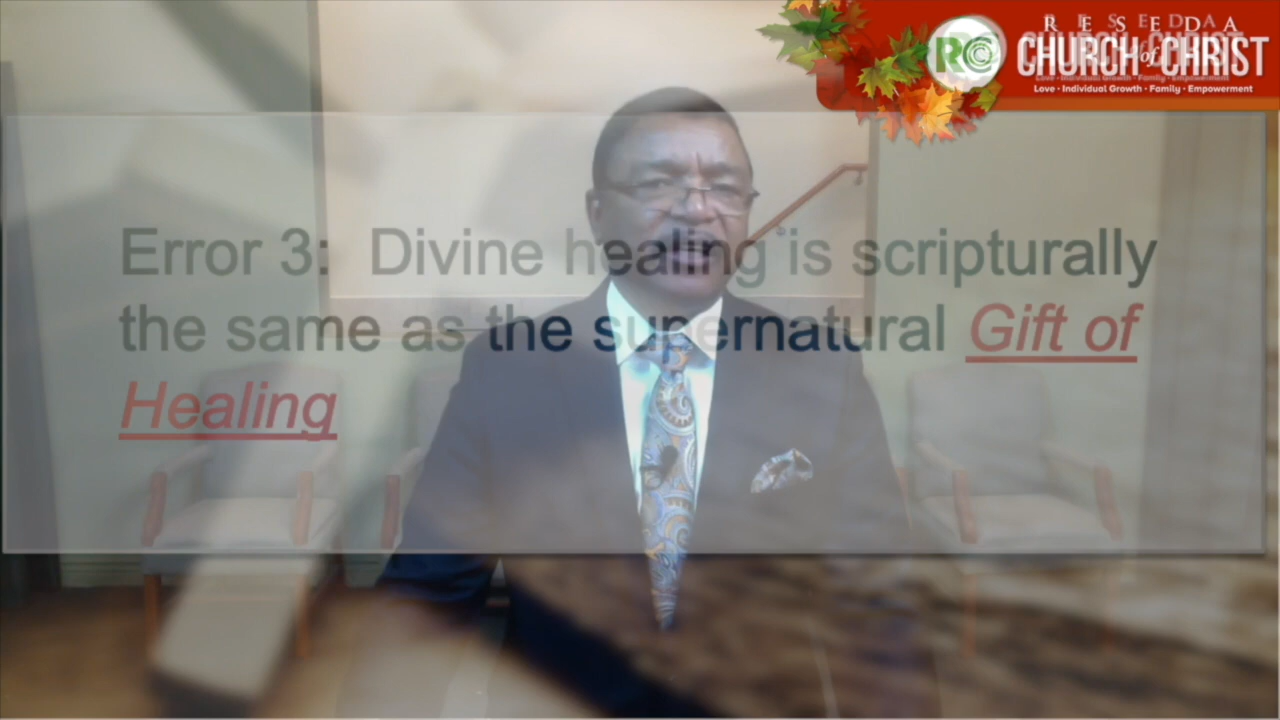 RESEDA
RC
CHURCH of CHRIST
Love • Individual Growth • Family • Empowerment
Error 3:  Divine healing is scripturally
the same as the supernatural Gift of
Healing